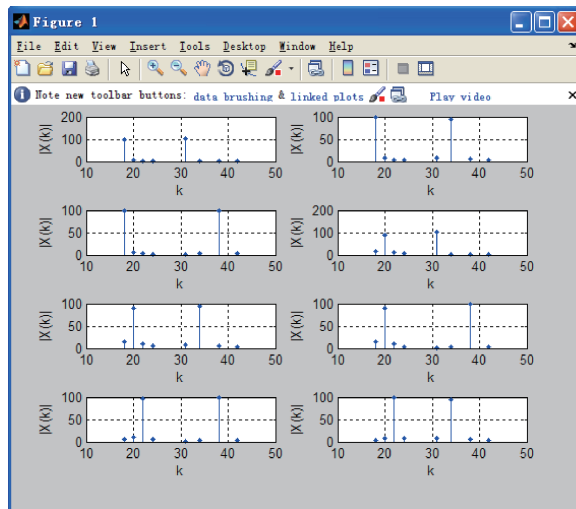 Figure 1
File Edit View Insert Tools Desktop Window Help
Note new toolbar buttons: data brushing & linked plots Play video
200
100
0
|X(k)|
10 20 30 40 50
k
100
50
0
|X(k)|
10 20 30 40 50
k
100
50
0
|X(k)|
10 20 30 40 50
k
200
100
0
|X(k)|
10 20 30 40 50
k
100
50
0
|X(k)|
10 20 30 40 50
k
100
50
0
|X(k)|
10 20 30 40 50
k
100
50
0
|X(k)|
10 20 30 40 50
k
100
50
0
|X(k)|
10 20 30 40 50
k